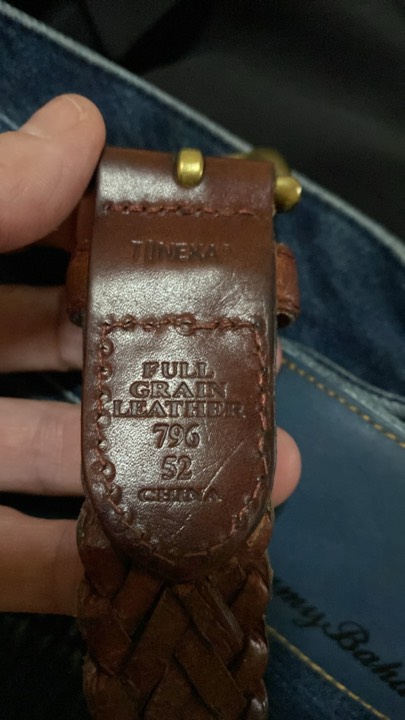 FULL
GRAIN
LEATHER
796
52
CHINA